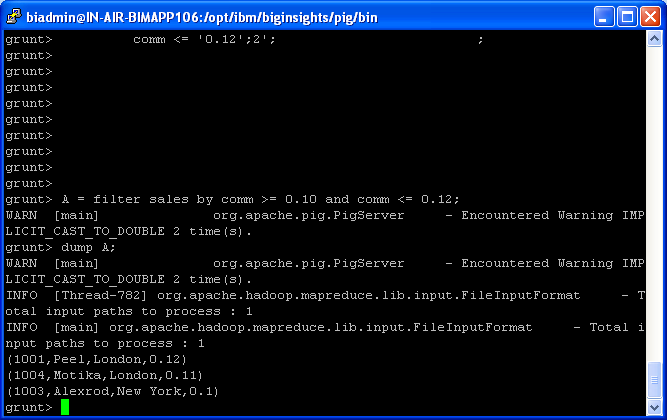 biadmin@IN-AIR-BIMAPP106:/opt/ibm/biginsights/pig/bin
grunt>          comm <= '0.12';2';                          ;
grunt>
grunt>
grunt>
grunt>
grunt>
grunt>
grunt>
grunt>
grunt> A = filter sales by comm >= 0.10 and comm <= 0.12;
WARN  [main]              org.apache.pig.PigServer     - Encountered Warning IMP
LICIT_CAST_TO_DOUBLE 2 time(s).
grunt> dump A;
WARN  [main]              org.apache.pig.PigServer     - Encountered Warning IMP
LICIT_CAST_TO_DOUBLE 2 time(s).
INFO  [Thread-782] org.apache.hadoop.mapreduce.lib.input.FileInputFormat     - T
otal input paths to process : 1
INFO  [main] org.apache.hadoop.mapreduce.lib.input.FileInputFormat     - Total i
nput paths to process : 1
(1001,Peel,London,0.12)
(1004,Motika,London,0.11)
(1003,Alexrod,New York,0.1)
grunt>